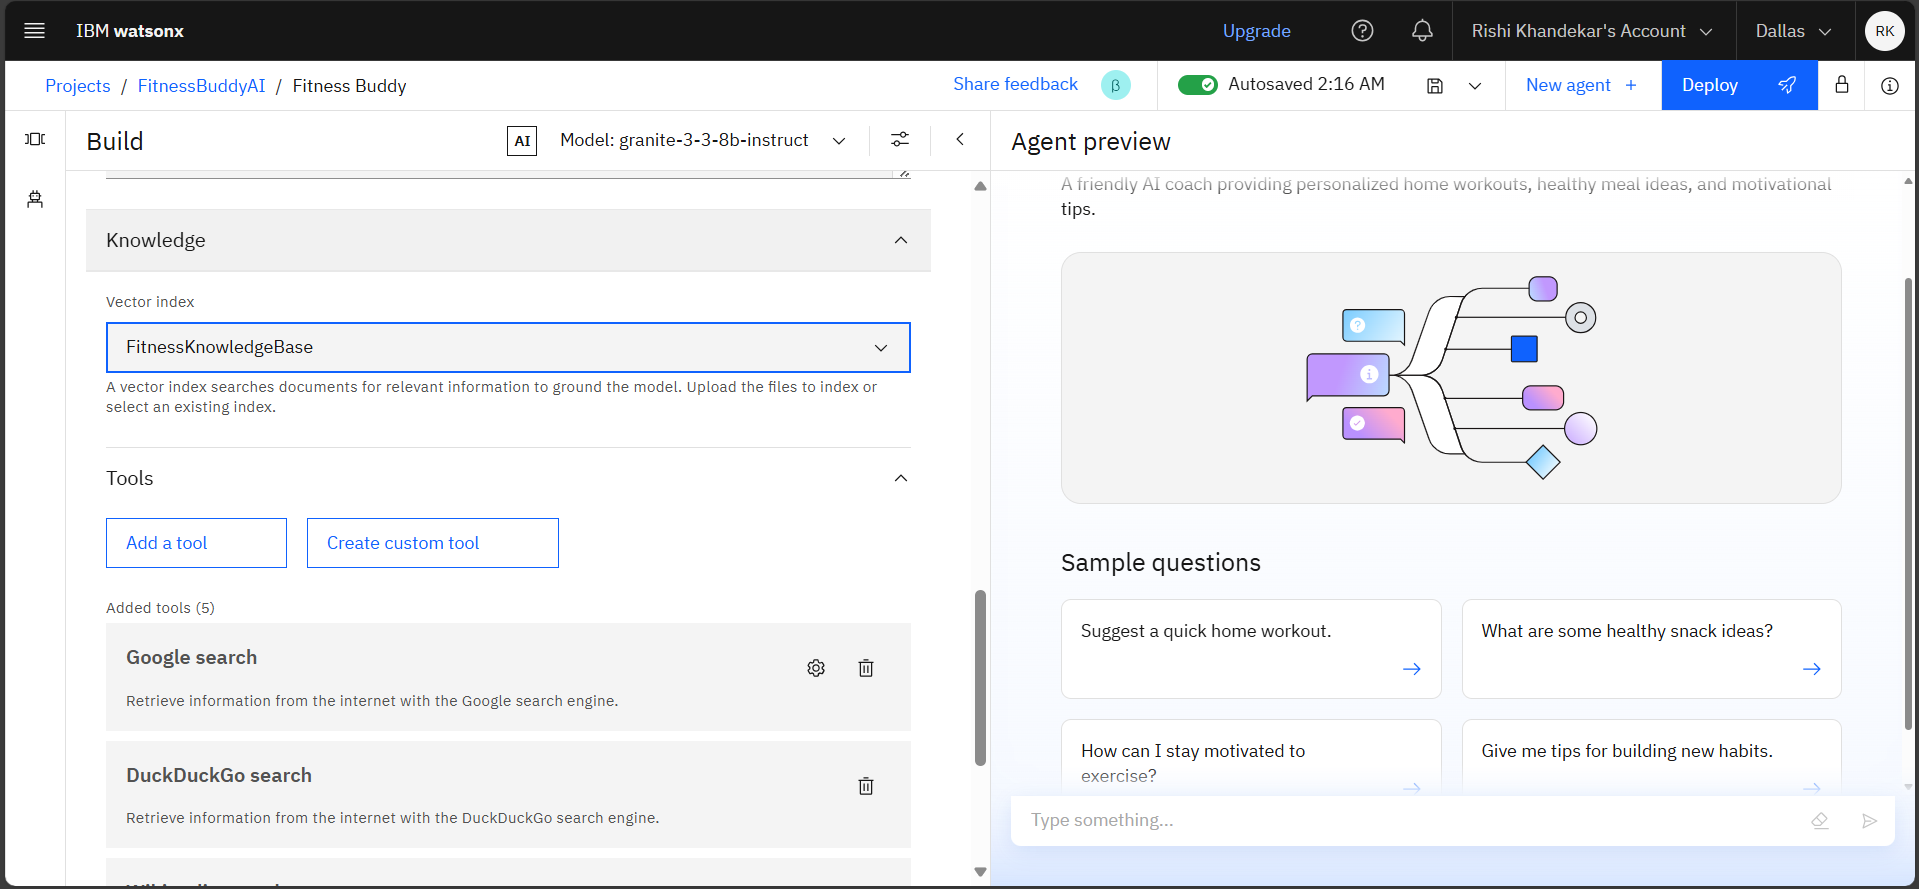 IBM watsonx
Upgrade
Rishi Khandekar's Account
Dallas
RK
Projects / FitnessBuddyAI / Fitness Buddy
Share feedback
β
Autosaved 2:16 AM
New agent +
Deploy
Build
AI
Model: granite-3-3-8b-instruct
Knowledge
Vector index
FitnessKnowledgeBase
A vector index searches documents for relevant information to ground the model. Upload the files to index or
select an existing index.
Tools
Add a tool
Create custom tool
Added tools (5)
Google search
Retrieve information from the internet with the Google search engine.
DuckDuckGo search
Retrieve information from the internet with the DuckDuckGo search engine.
Agent preview
A friendly AI coach providing personalized home workouts, healthy meal ideas, and motivational
tips.
Sample questions
Suggest a quick home workout.
What are some healthy snack ideas?
How can I stay motivated to
exercise?
Give me tips for building new habits.
Type something...